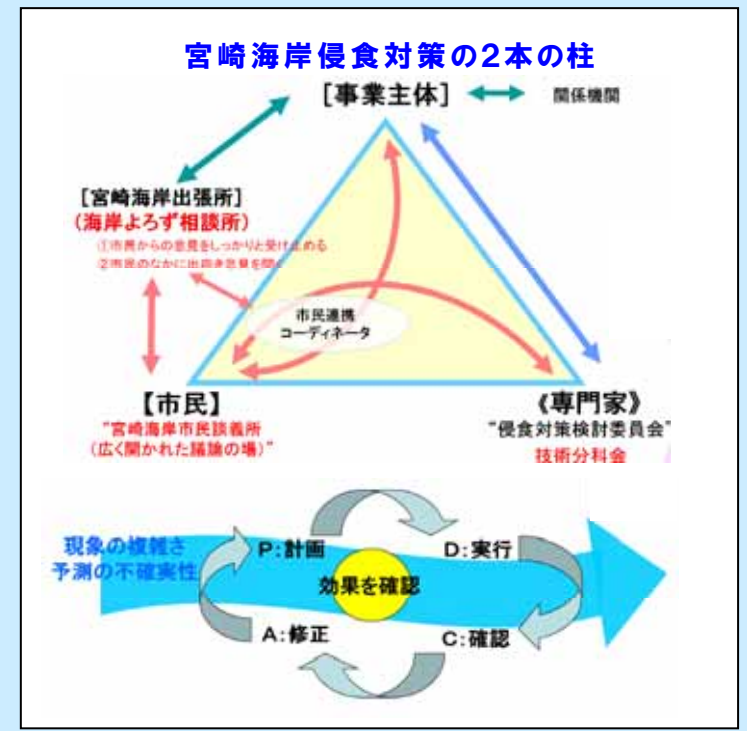 宮崎海岸侵食対策の2本の柱
[事業主体]
関係機関
[宮崎海岸出張所]
(海岸よろず相談所)
①市民からの意見をしっかりと受け止める
②市民のなかに出向き意見を聞く
市民連携
コーディネータ
【市民】
"宮崎海岸市民談義所
(広く開かれた議論の場)"
《専門家》
"侵食対策検討委員会"
技術分科会
現象の複雑さ
予測の不確実性
P:計画
D:実行
効果を確認
A:修正
C:確認